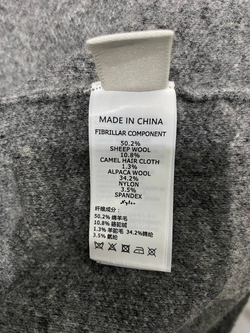 MADE IN CHINA
FIBRILLAR COMPONENT
50.2%
SHEEP WOOL
10.8%
CAMEL HAIR CLOTH
1.3%
ALPACA WOOL
34.2%
NYLON
3.5%
SPANDEX
纤维成分:
50.2% 绵羊毛
10.8% 骆驼绒
1.3% 羊驼毛 34.2%锦纶
3.5% 氨纶